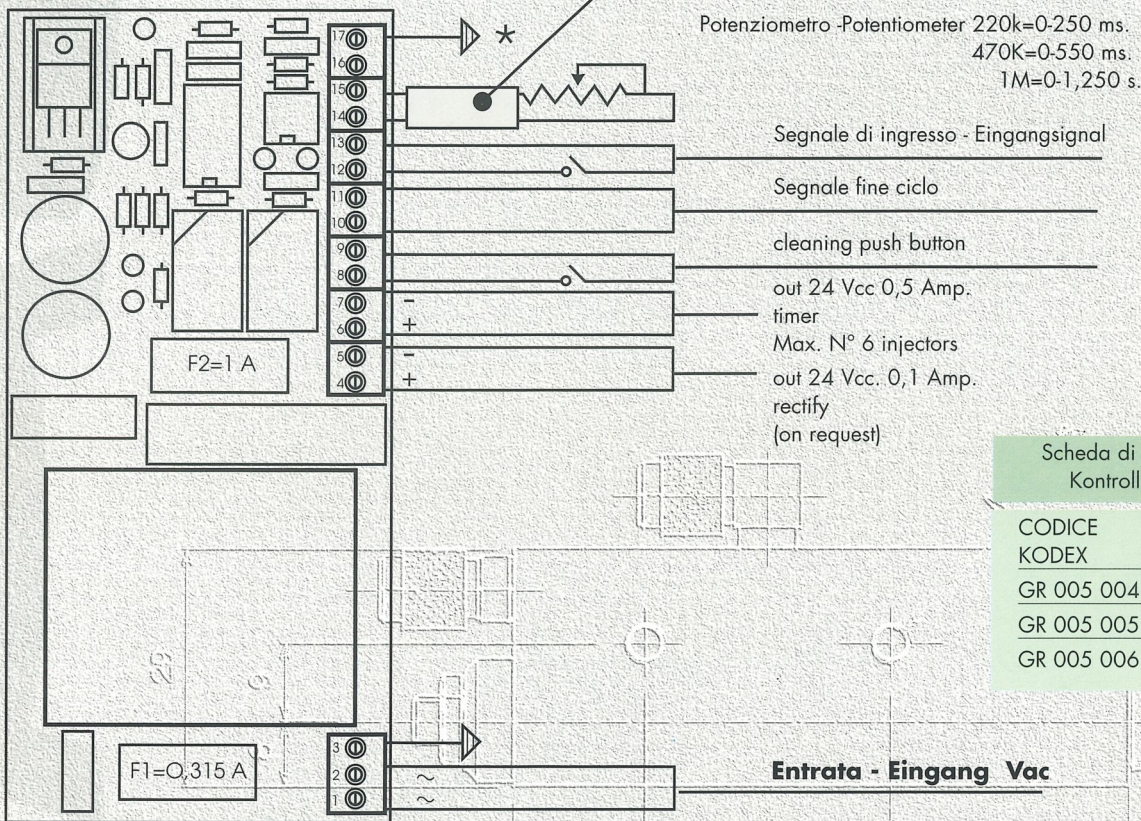 Potenziometro -Potentiometer 220k=0-250 ms.
470K=0-550 ms.
1M=0-1,250 s.
17
*
16
15
14
13
Segnale di ingresso - Eingangsignal
12
11
Segnale fine ciclo
10
9
cleaning push button
8
7
-
out 24 Vcc 0,5 Amp.
timer
Max. N° 6 injectors
6
+
5
-
out 24 Vcc. 0,1 Amp.
rectify
(on request)
4
+
F2=1 A
Scheda di
Kontroll
CODICE
KODEX
GR 005 004
GR 005 005
GR 005 006
29
9
3
2
~
1
~
F1=0,315 A
Entrata - Eingang Vac